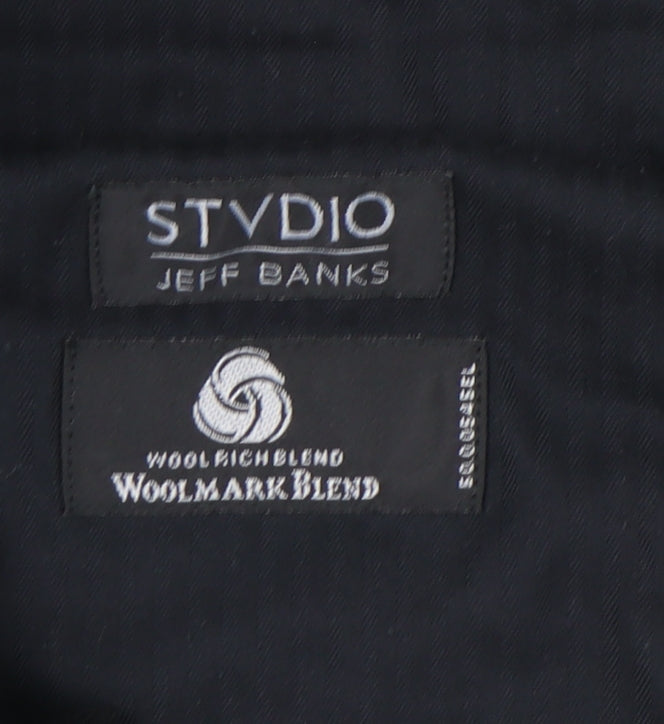 STVDIO
JEFF BANKS
WOOL RICH BLEND
WOOLMARK BLEND